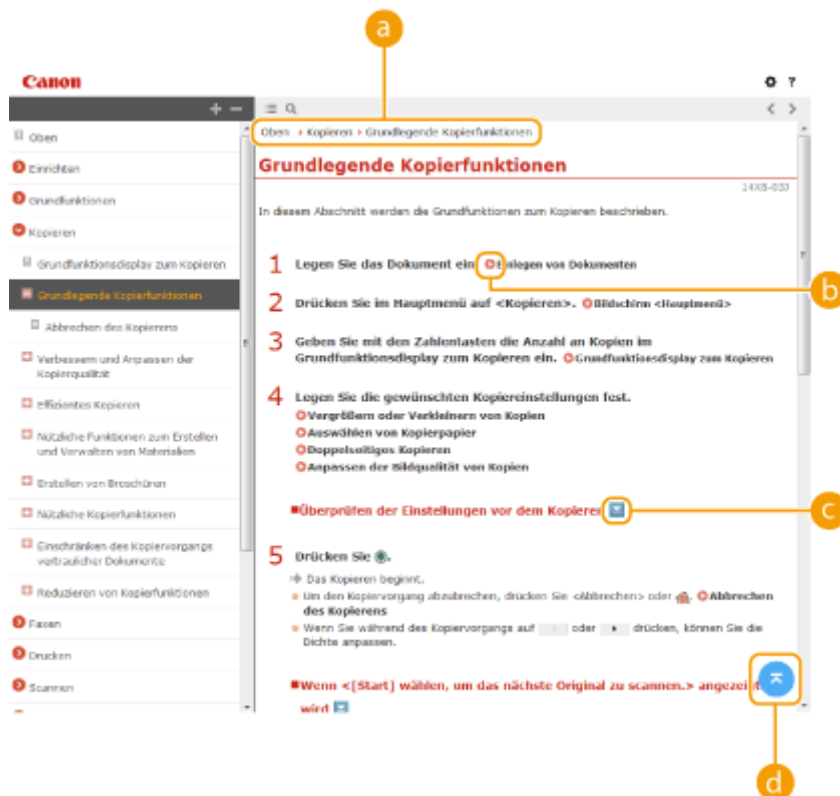 a
Canon
?
+ −
< >
Oben
Oben ▸ Kopieren ▸ Grundlegende Kopierfunktionen
Einrichten
Grundfunktionen
Kopieren
Grundfunktionsdisplay zum Kopieren
Grundlegende Kopierfunktionen
Abbrechen des Kopierens
Verbessern und Anpassen der
Kopierqualität
Effizientes Kopieren
Nützliche Funktionen zum Erstellen
und Verwalten von Materialien
Erstellen von Broschüren
Nützliche Kopierfunktionen
Einschränken des Kopiervorgangs
vertraulicher Dokumente
Reduzieren von Kopierfunktionen
Faxen
Drucken
Scannen
Grundlegende Kopierfunktionen
14X8-033
In diesem Abschnitt werden die Grundfunktionen zum Kopieren beschrieben.
1 Legen Sie das Dokument ein. Einlegen von Dokumenten
b
2 Drücken Sie im Hauptmenü auf <Kopieren>. Bildschirm <Hauptmenü>
3 Geben Sie mit den Zahlentasten die Anzahl an Kopien im
Grundfunktionsdisplay zum Kopieren ein. Grundfunktionsdisplay zum Kopieren
4 Legen Sie die gewünschten Kopiereinstellungen fest.
Vergrößern oder Verkleinern von Kopien
Auswählen von Kopierpapier
Doppelseitiges Kopieren
Anpassen der Bildqualität von Kopien
■Überprüfen der Einstellungen vor dem Kopieren
c
5 Drücken Sie .
Das Kopieren beginnt.
Um den Kopiervorgang abzubrechen, drücken Sie <Abbrechen> oder . Abbrechen
des Kopierens
Wenn Sie während des Kopiervorgangs auf oder drücken, können Sie die
Dichte anpassen.
■Wenn <[Start] wählen, um das nächste Original zu scannen.> angezeigt
wird
d